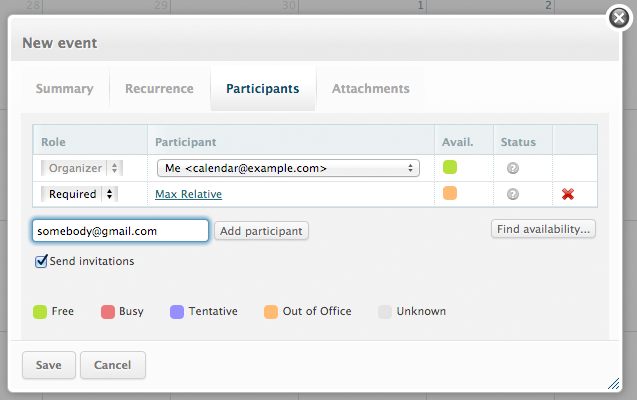 28 29 30 1 2
New event
Summary Recurrence Participants Attachments
Role Participant Avail. Status
Organizer Me <calendar@example.com> ?
Required Max Relative ?
somebody@gmail.com Add participant Find availability...
Send invitations
Free Busy Tentative Out of Office Unknown
Save Cancel